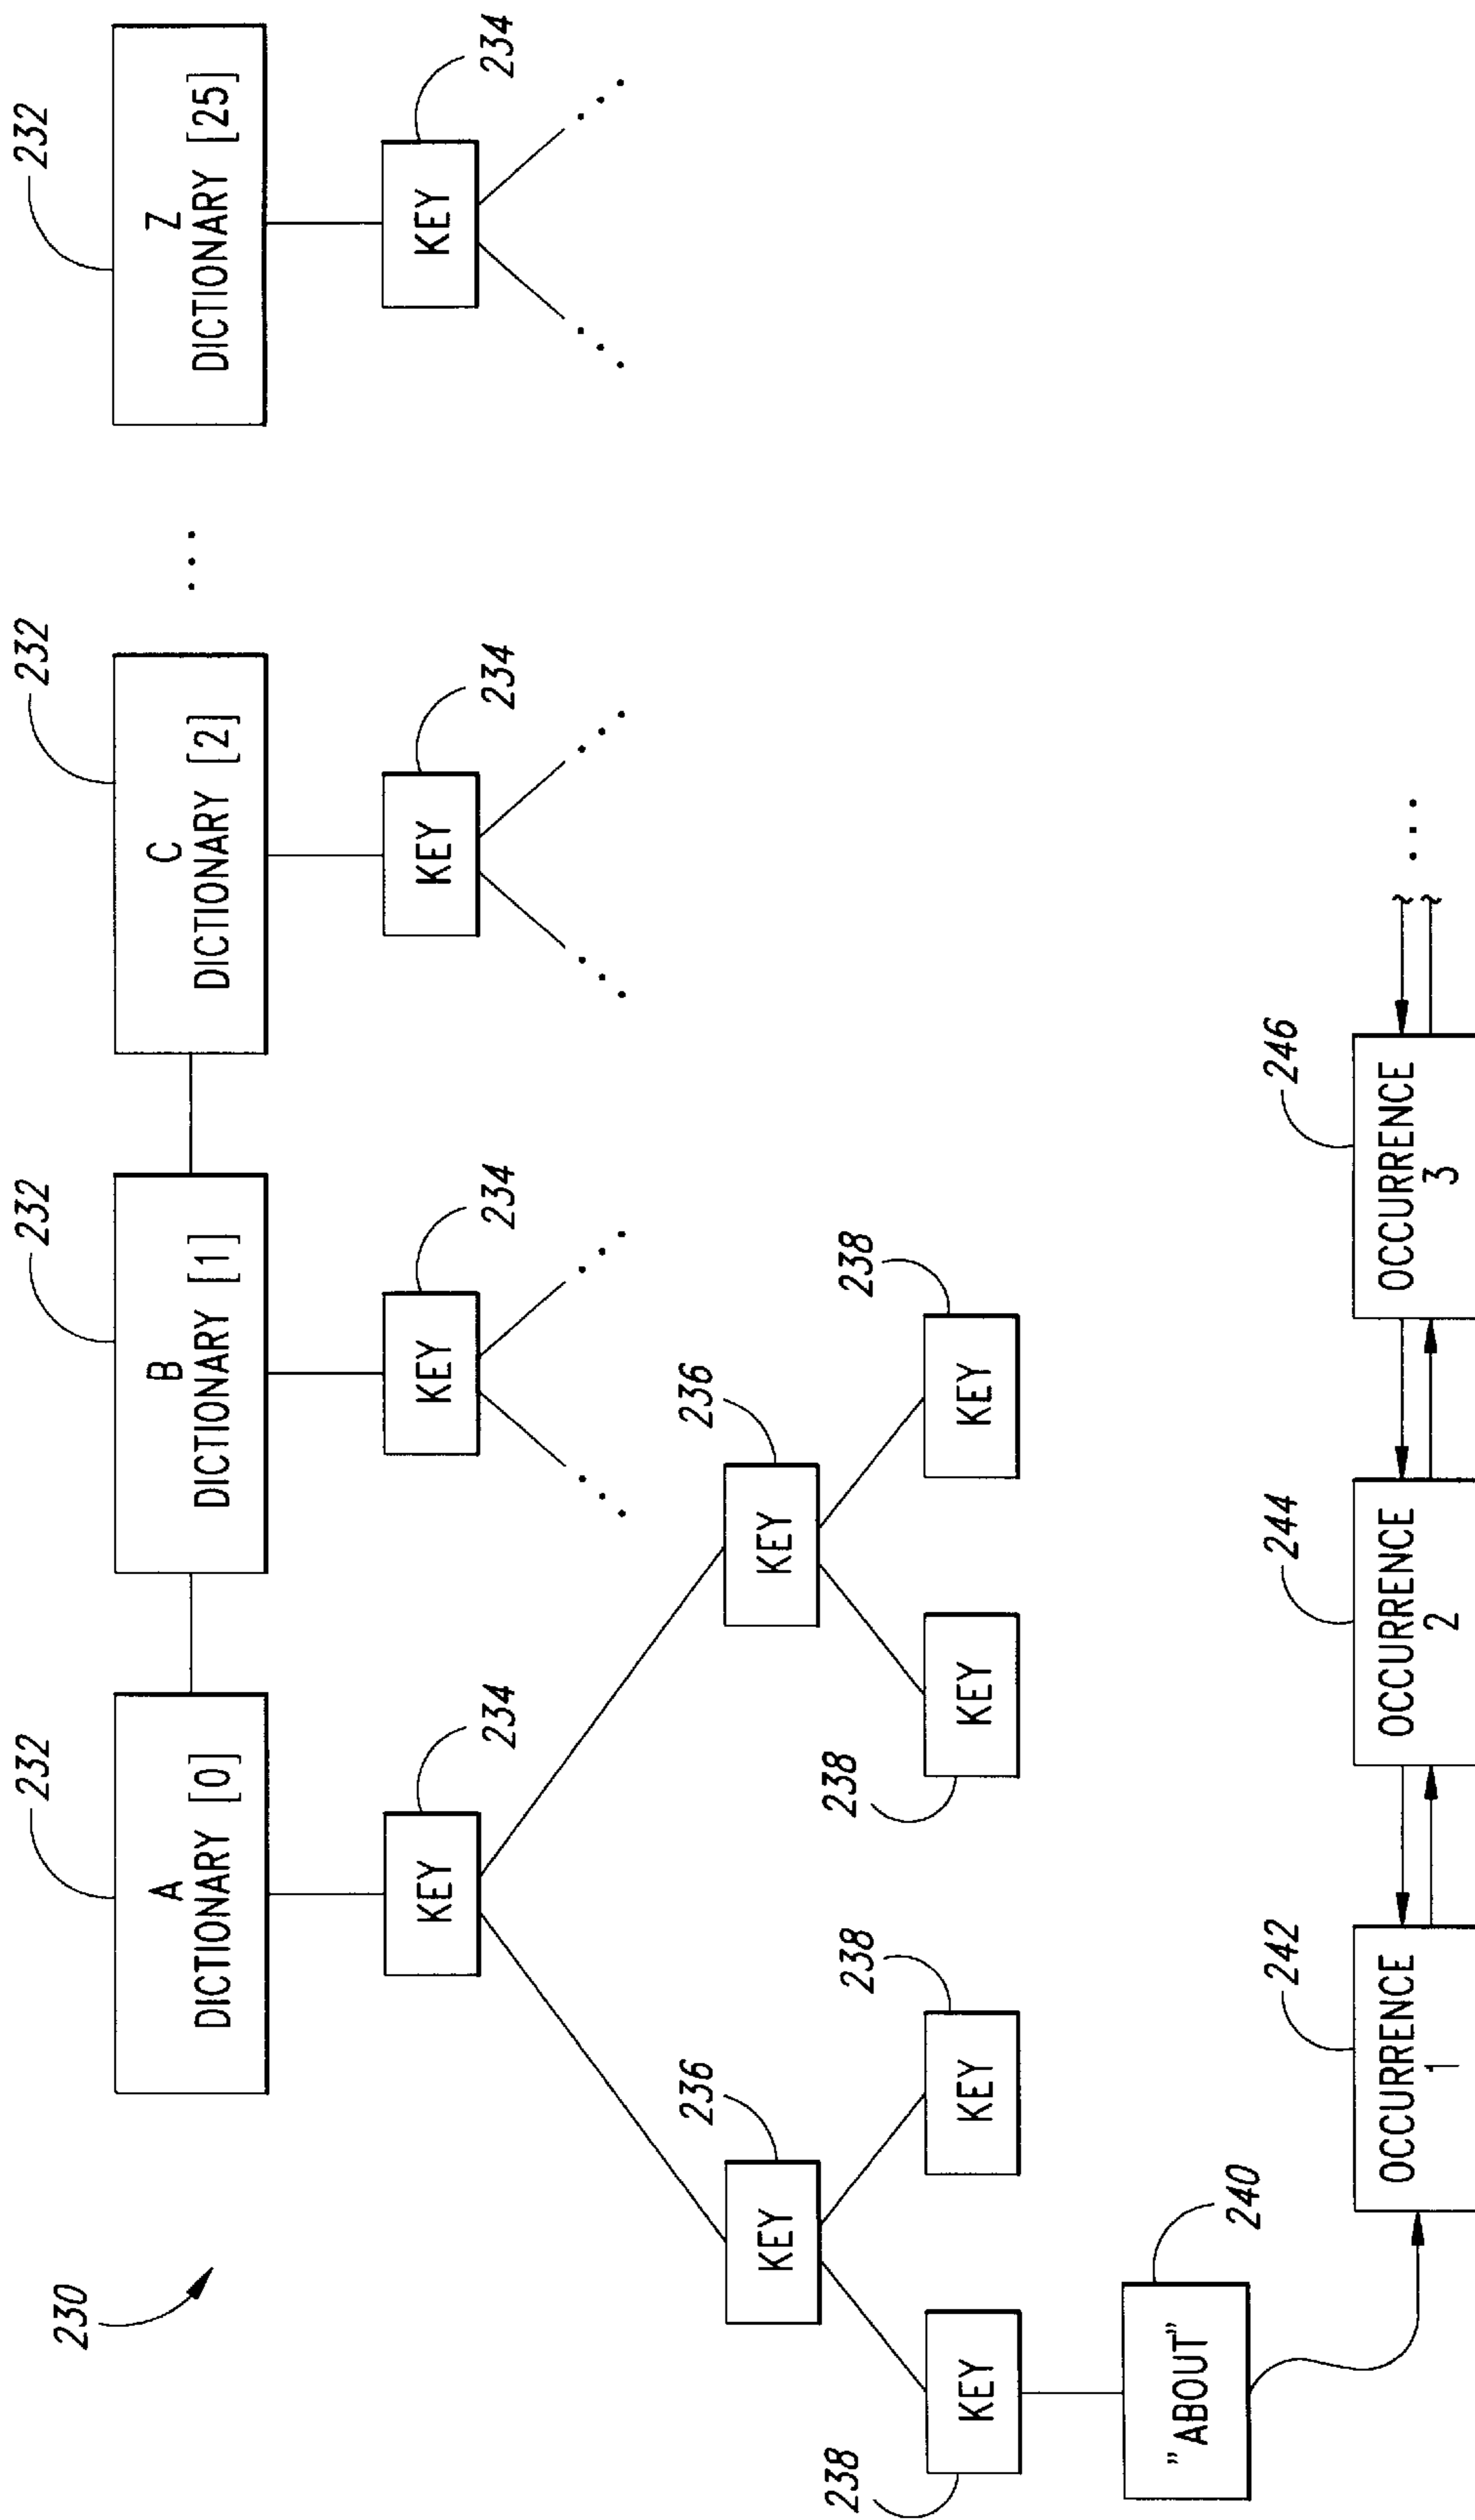 230
232
232
232
232
A
DICTIONARY [0]
B
DICTIONARY [1]
C
DICTIONARY [2]
...
Z
DICTIONARY [25]
234
234
234
234
KEY
KEY
KEY
KEY
236
236
KEY
KEY
238
238
238
238
KEY
KEY
KEY
KEY
240
"ABOUT"
242
244
246
OCCURRENCE
1
OCCURRENCE
2
OCCURRENCE
3
...